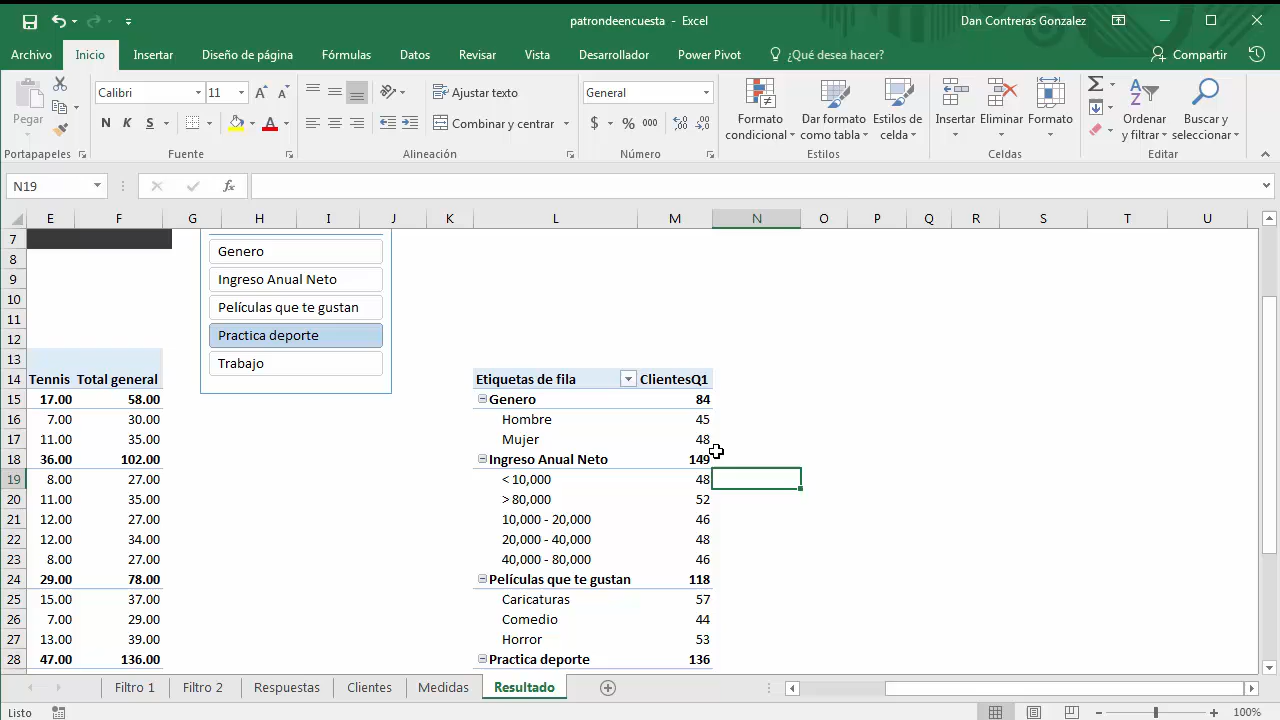 patrondeencuesta - Excel
Dan Contreras Gonzalez
Archivo Inicio Insertar Diseño de página Fórmulas Datos Revisar Vista Desarrollador Power Pivot ¿Qué desea hacer? Compartir
Pegar
Calibri 11
N K S
Ajustar texto
Combinar y centrar
General
$ % 000
Formato condicional
Dar formato como tabla
Estilos de celda
Insertar Eliminar Formato
Ordenar y filtrar
Buscar y seleccionar
Portapapeles Fuente Alineación Número Estilos Celdas Editar
N19
fx
E F G H I J K L M N O P Q R S T U
7
8 Genero
9 Ingreso Anual Neto
10
11 Películas que te gustan
12 Practica deporte
13 Trabajo
14 Tennis Total general Etiquetas de fila ClientesQ1
15 17.00 58.00 Genero 84
16 7.00 30.00 Hombre 45
17 11.00 35.00 Mujer 48
18 36.00 102.00 Ingreso Anual Neto 149
19 8.00 27.00 < 10,000 48
20 11.00 35.00 > 80,000 52
21 12.00 27.00 10,000 - 20,000 46
22 12.00 34.00 20,000 - 40,000 48
23 8.00 27.00 40,000 - 80,000 46
24 29.00 78.00 Películas que te gustan 118
25 15.00 37.00 Caricaturas 57
26 7.00 29.00 Comedio 44
27 13.00 39.00 Horror 53
28 47.00 136.00 Practica deporte 136
Filtro 1 Filtro 2 Respuestas Clientes Medidas Resultado
Listo
100%